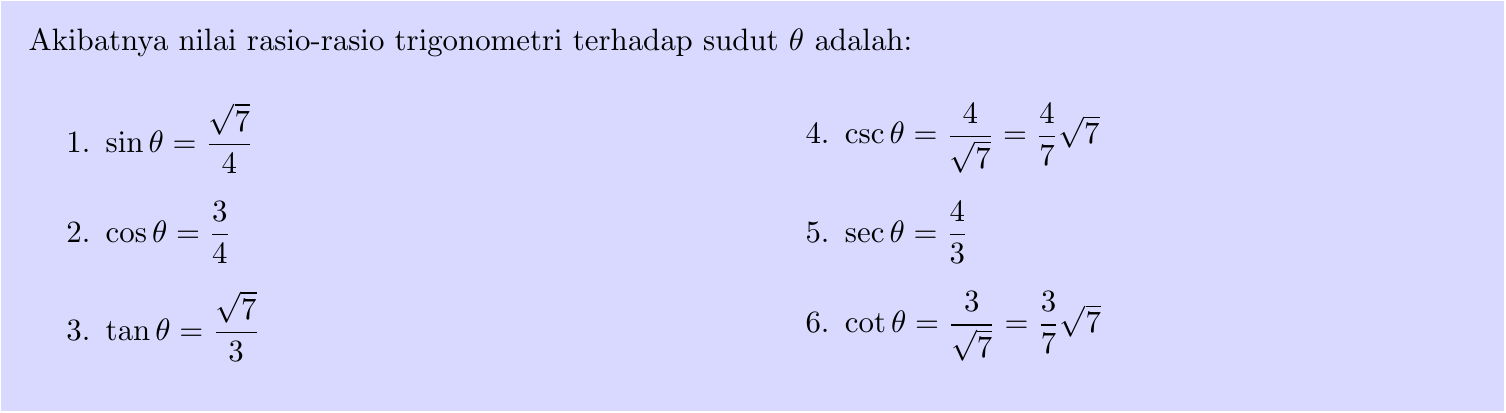 Akibatnya nilai rasio-rasio trigonometri terhadap sudut θ adalah:
1. sin θ = √7/4
2. cos θ = 3/4
3. tan θ = √7/3
4. csc θ = 4/√7 = 4/7 √7
5. sec θ = 4/3
6. cot θ = 3/√7 = 3/7 √7